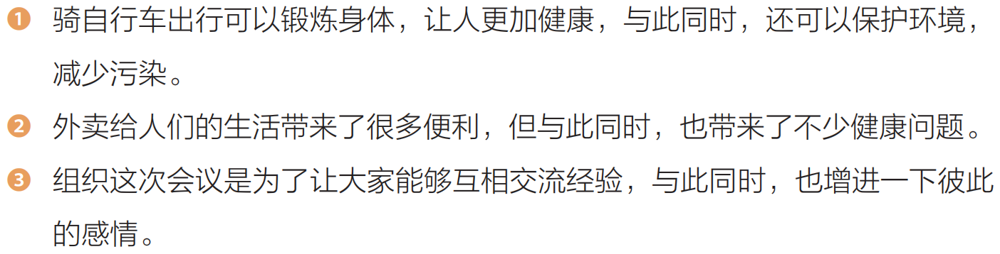 1 骑自行车出行可以锻炼身体，让人更加健康，与此同时，还可以保护环境，
减少污染。
2 外卖给人们的生活带来了很多便利，但与此同时，也带来了不少健康问题。
3 组织这次会议是为了让大家能够互相交流经验，与此同时，也增进一下彼此
的感情。